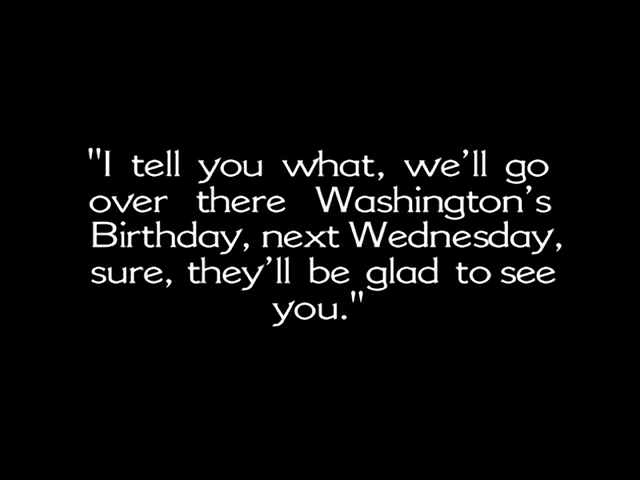 "I tell you what, we'll go
over there Washington's
Birthday, next Wednesday,
sure, they'll be glad to see
you."